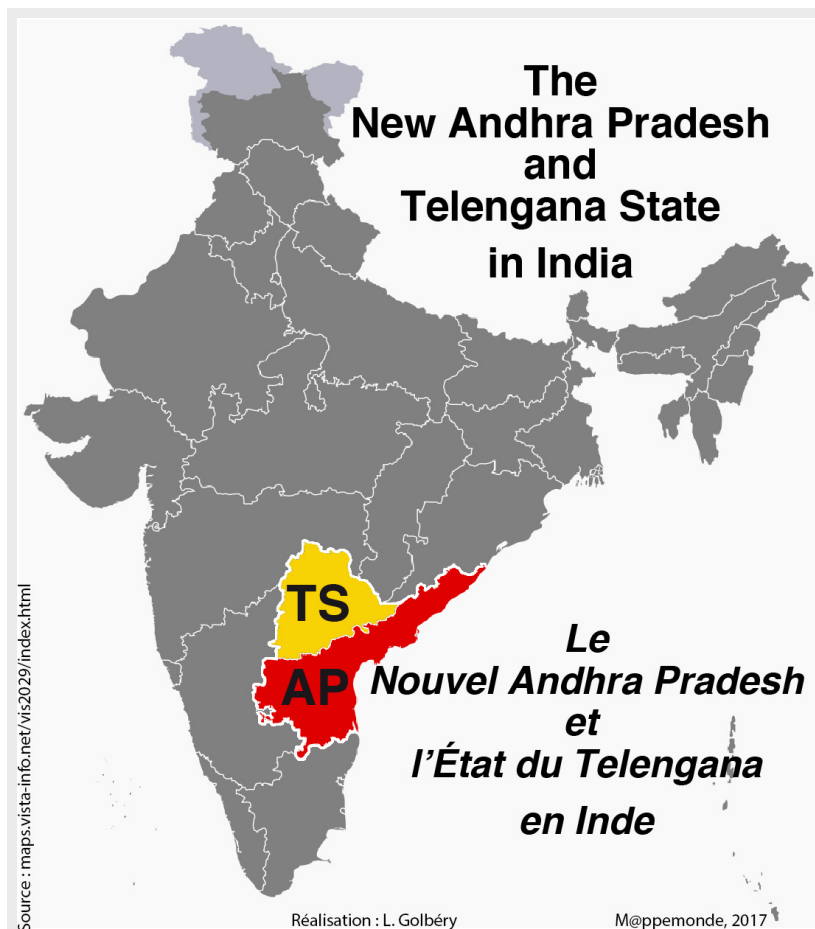 The
New Andhra Pradesh
and
Telengana State
in India
TS
AP
Le
Nouvel Andhra Pradesh
et
l'État du Telengana
en Inde
Source : maps.vista-info.net/vis2029/index.html
Réalisation : L. Golbéry
M@ppemonde, 2017